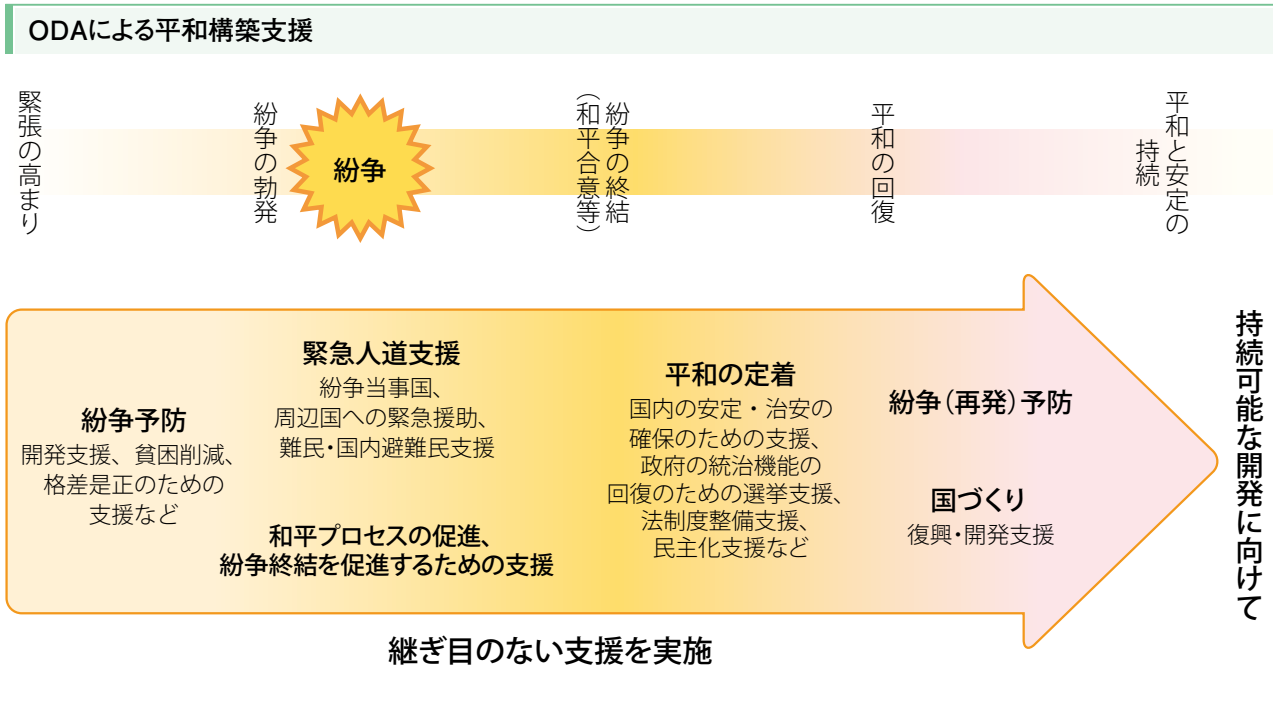 ODAによる平和構築支援
緊張の高まり
紛争の勃発
紛争
紛争の終結
（和平合意等）
平和の回復
平和と安定の
持続
紛争予防
開発支援、貧困削減、
格差是正のための
支援など
緊急人道支援
紛争当事国、
周辺国への緊急援助、
難民・国内避難民支援
和平プロセスの促進、
紛争終結を促進するための支援
平和の定着
国内の安定・治安の
確保のための支援、
政府の統治機能の
回復のための選挙支援、
法制度整備支援、
民主化支援など
紛争（再発）予防
国づくり
復興・開発支援
持続可能な開発に向けて
継ぎ目のない支援を実施